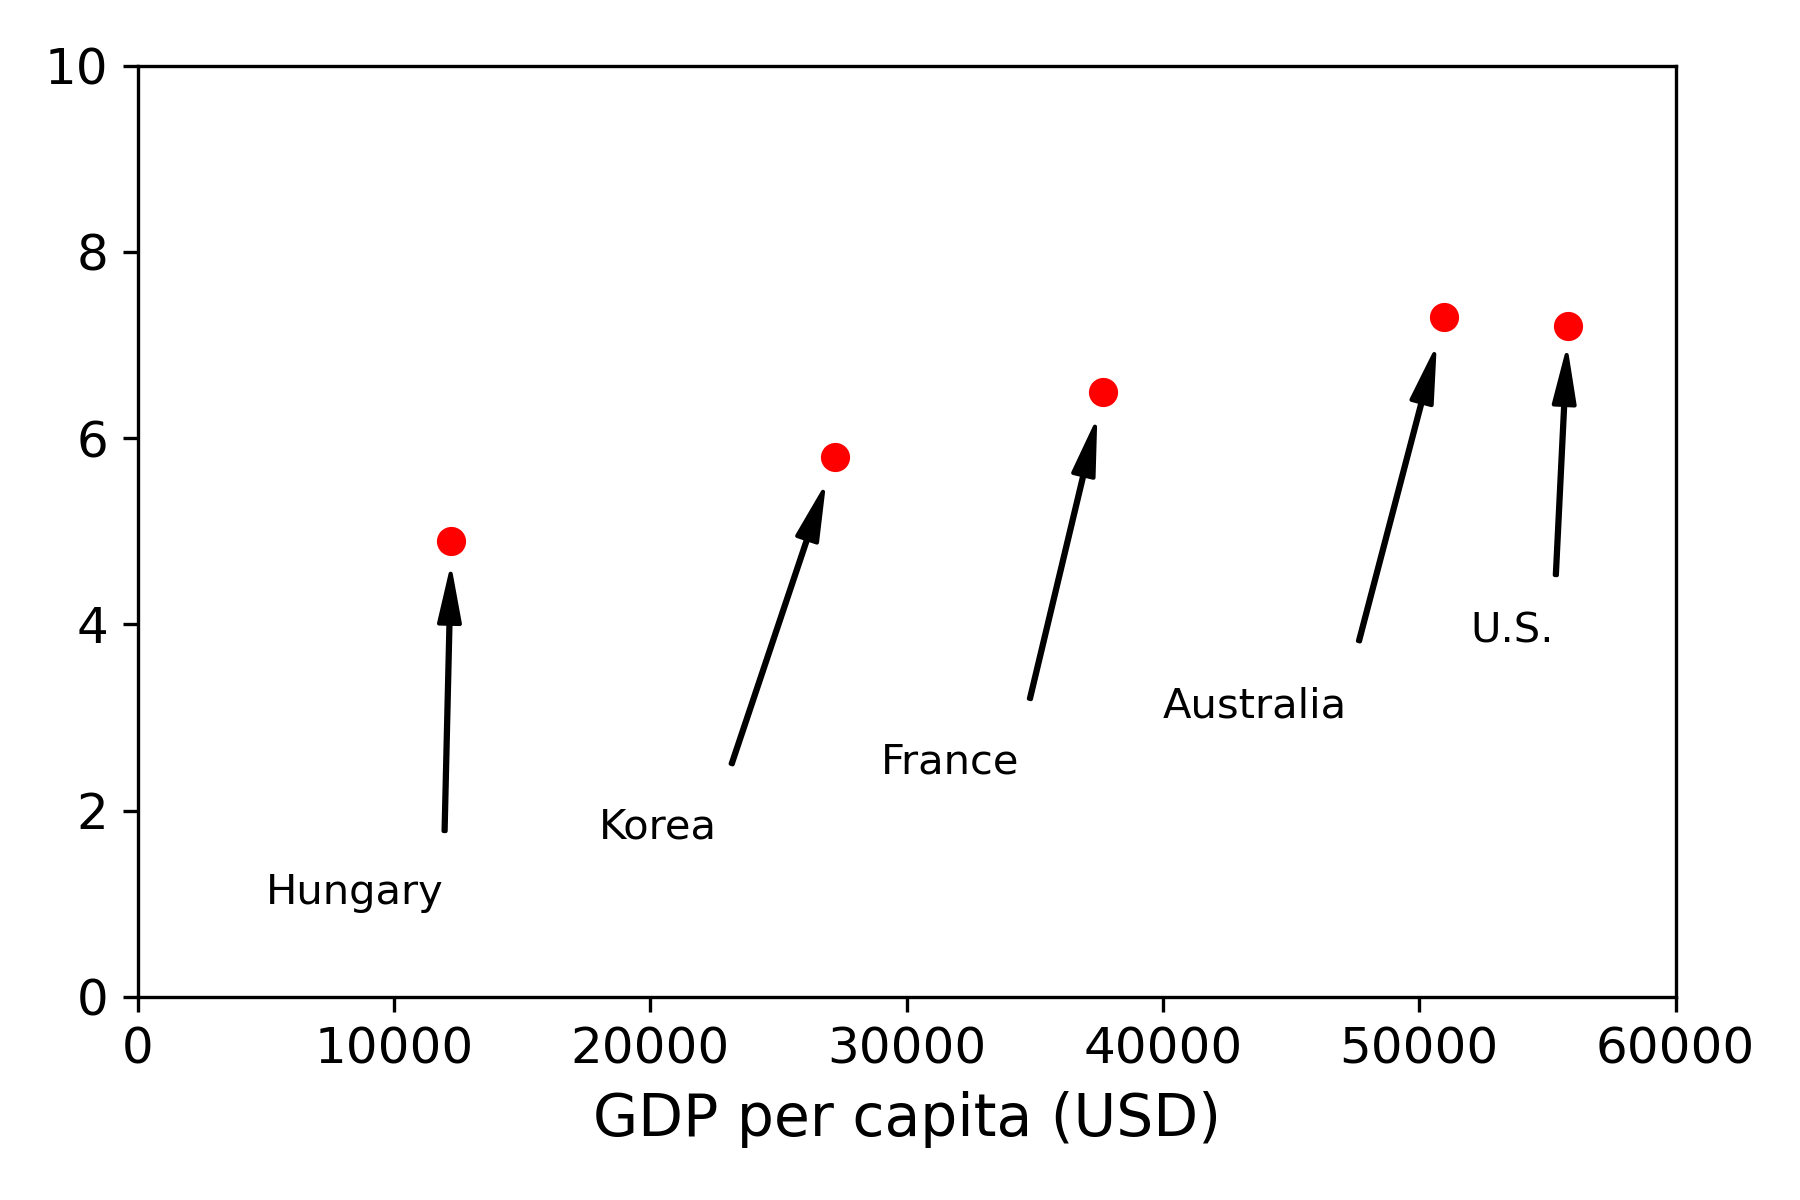 10
8
6
4
2
0
U.S.
Australia
France
Korea
Hungary
0 10000 20000 30000 40000 50000 60000
GDP per capita (USD)